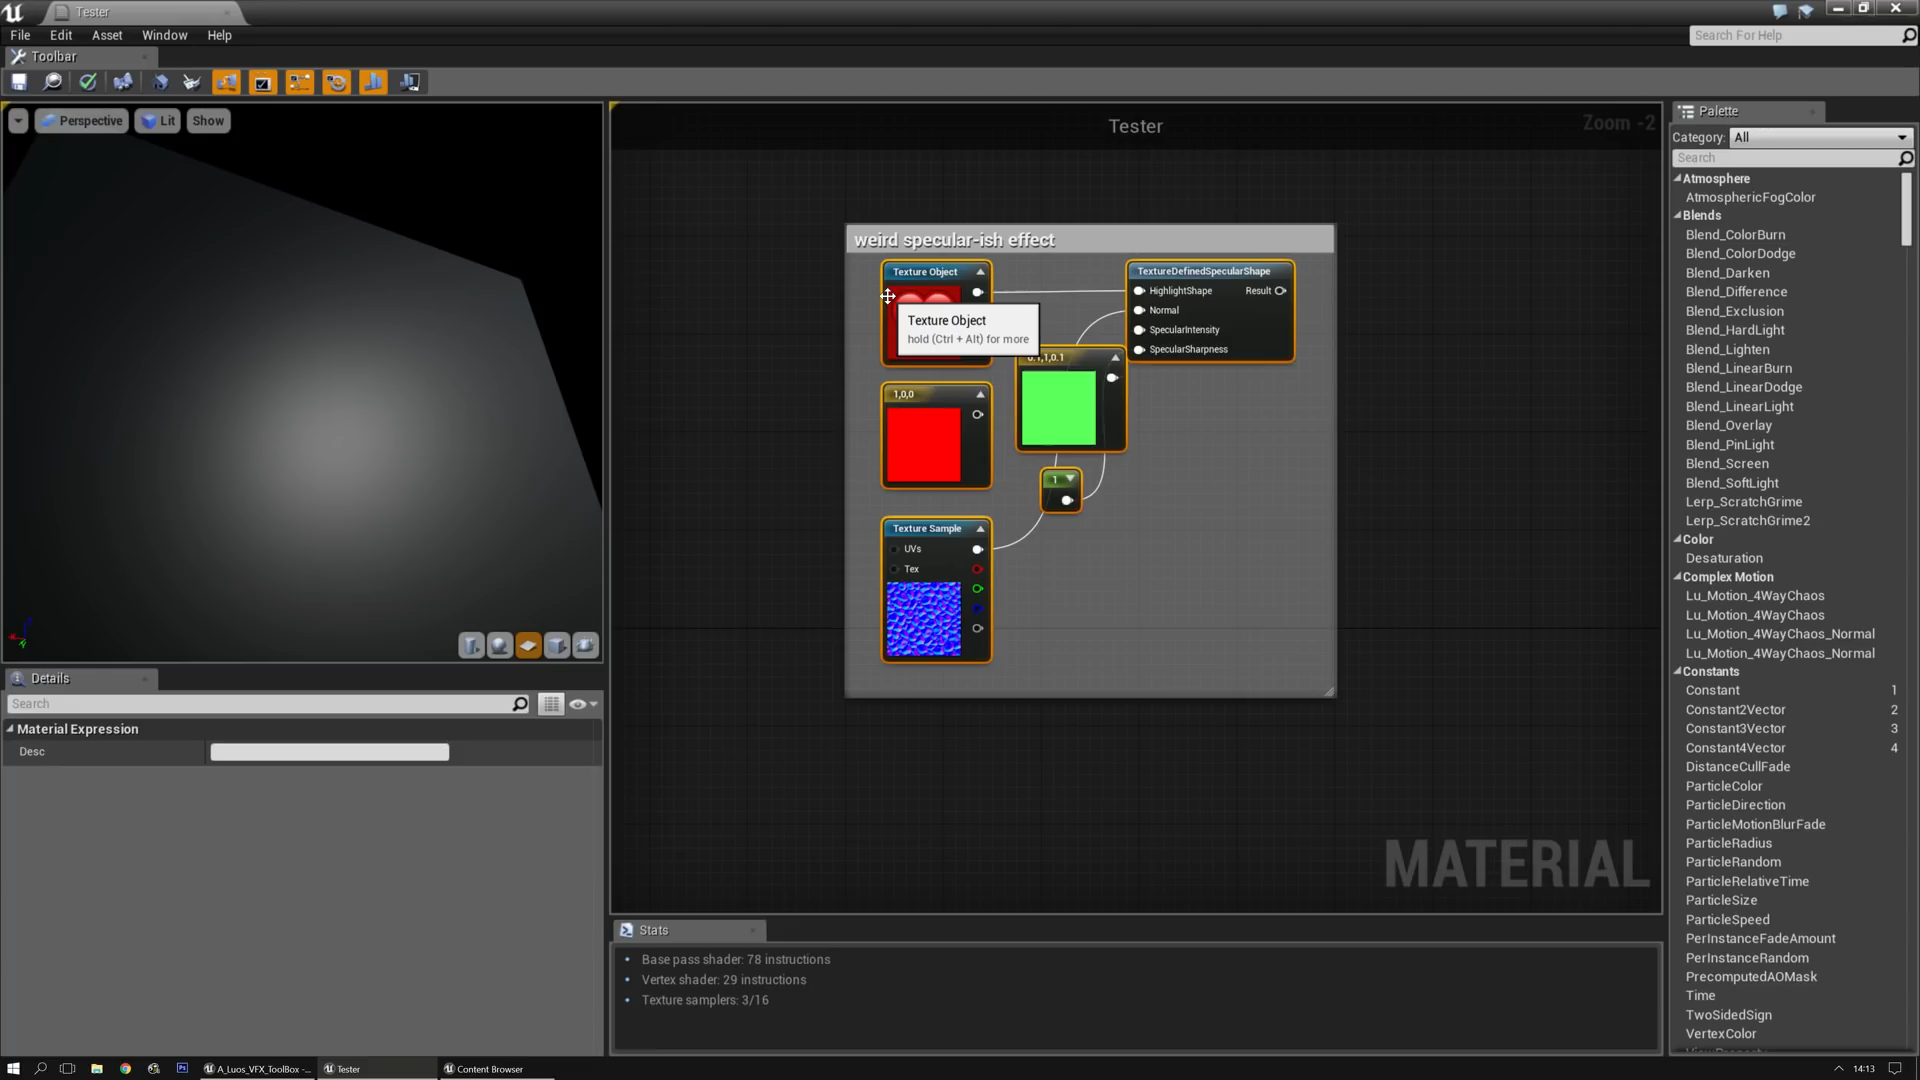 Tester
File Edit Asset Window Help
Search For Help
Toolbar
Perspective Lit Show
Tester
Zoom -2
weird specular-ish effect
Texture Object
Texture Object
hold (Ctrl + Alt) for more
TextureDefinedSpecularShape
HighlightShape Result
Normal
SpecularIntensity
SpecularSharpness
0.1,1,0.1
1,0,0
1
Texture Sample
UVs
Tex
MATERIAL
Details
Search
Material Expression
Desc
Stats
• Base pass shader: 78 instructions
• Vertex shader: 29 instructions
• Texture samplers: 3/16
Palette
Category: All
Search
Atmosphere
AtmosphericFogColor
Blends
Blend_ColorBurn
Blend_ColorDodge
Blend_Darken
Blend_Difference
Blend_Exclusion
Blend_HardLight
Blend_Lighten
Blend_LinearBurn
Blend_LinearDodge
Blend_LinearLight
Blend_Overlay
Blend_PinLight
Blend_Screen
Blend_SoftLight
Lerp_ScratchGrime
Lerp_ScratchGrime2
Color
Desaturation
Complex Motion
Lu_Motion_4WayChaos
Lu_Motion_4WayChaos
Lu_Motion_4WayChaos_Normal
Lu_Motion_4WayChaos_Normal
Constants
Constant 1
Constant2Vector 2
Constant3Vector 3
Constant4Vector 4
DistanceCullFade
ParticleColor
ParticleDirection
ParticleMotionBlurFade
ParticleRadius
ParticleRandom
ParticleRelativeTime
ParticleSize
ParticleSpeed
PerInstanceFadeAmount
PerInstanceRandom
PrecomputedAOMask
Time
TwoSidedSign
VertexColor
A_Luos_VFX_ToolBox -...
Tester
Content Browser
14:13